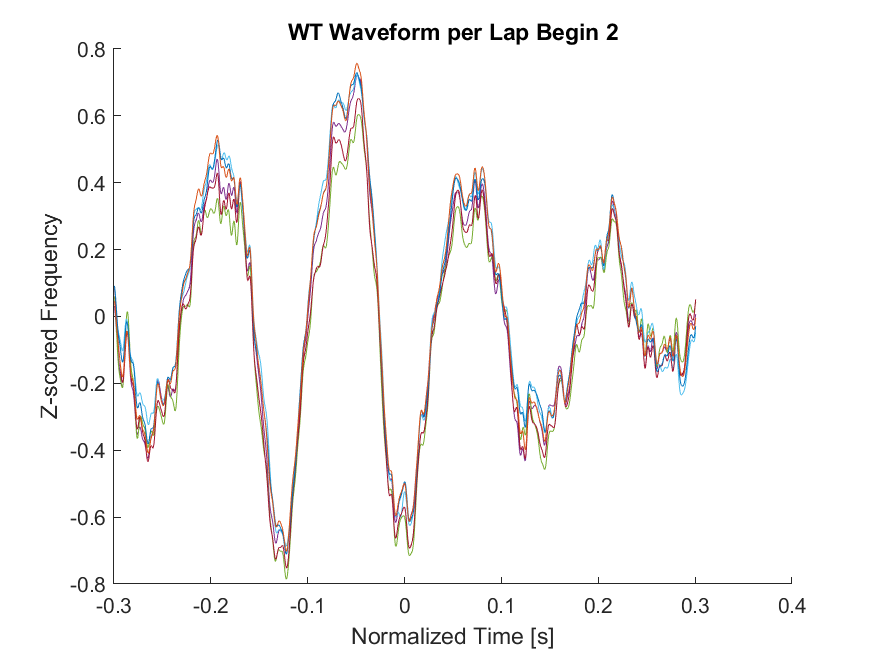 WT Waveform per Lap Begin 2
Z-scored Frequency
0.8
0.6
0.4
0.2
0
-0.2
-0.4
-0.6
-0.8
-0.3 -0.2 -0.1 0 0.1 0.2 0.3 0.4
Normalized Time [s]